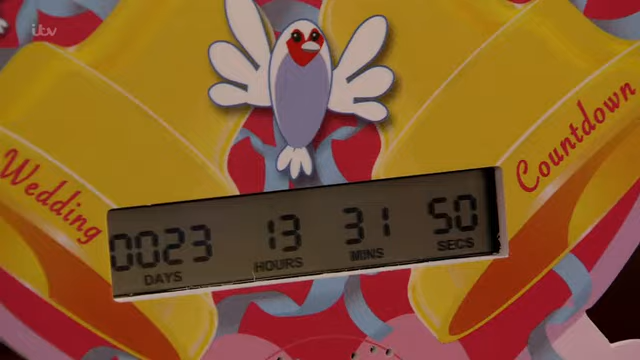 itv
Wedding
Countdown
0023 13 31 50
DAYS HOURS MINS SECS